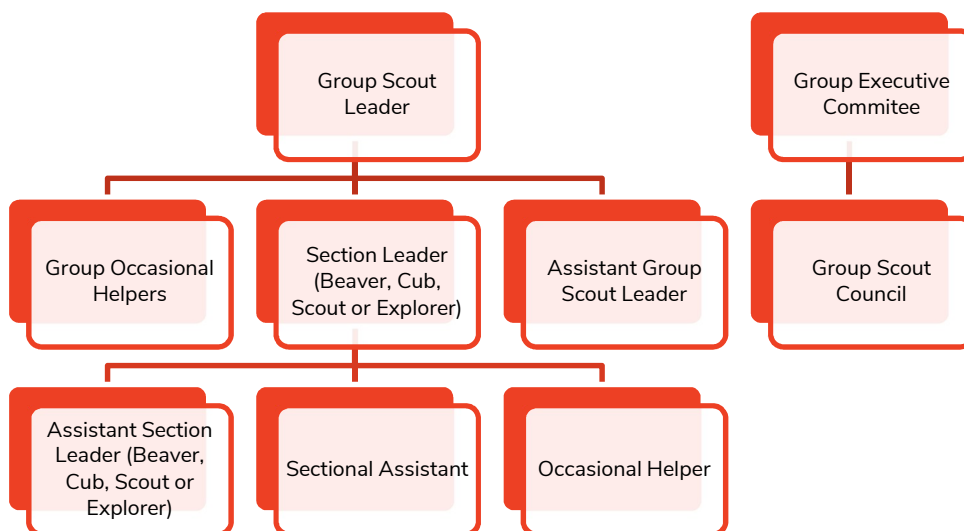 Group Scout
Leader
Group Executive
Commitee
Group Occasional
Helpers
Section Leader
(Beaver, Cub,
Scout or Explorer)
Assistant Group
Scout Leader
Group Scout
Council
Assistant Section
Leader (Beaver,
Cub, Scout or
Explorer)
Sectional Assistant
Occasional Helper